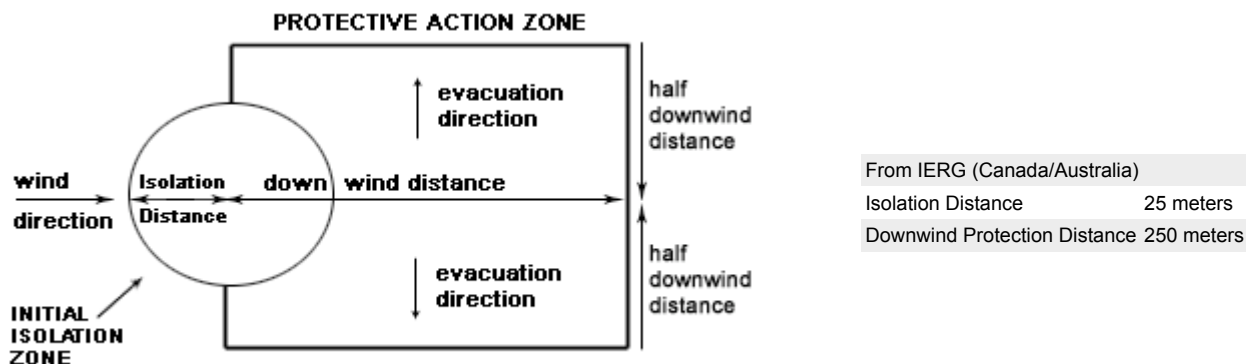 PROTECTIVE ACTION ZONE
evacuation
direction
half
downwind
distance
wind
direction
Isolation
Distance
down wind distance
evacuation
direction
half
downwind
distance
INITIAL
ISOLATION
ZONE
From IERG (Canada/Australia)
Isolation Distance 25 meters
Downwind Protection Distance 250 meters